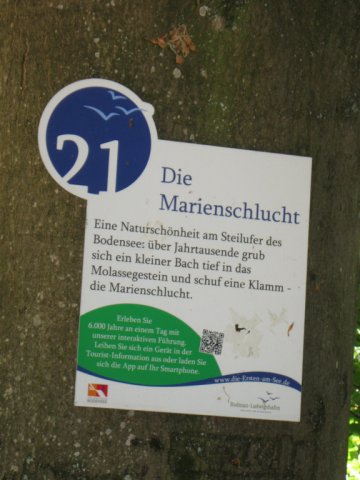 21
Die
Marienschlucht
Eine Naturschönheit am Steilufer des
Bodensee: über Jahrtausende grub
sich ein kleiner Bach tief in das
Molassegestein und schuf eine Klamm -
die Marienschlucht.
Erleben Sie
6.000 Jahre an einem Tag mit
unserer interaktiven Führung.
Leihen Sie sich ein Gerät in der
Tourist-Information aus oder laden Sie
sich die App auf Ihr Smartphone.
www.die-Ersten-am-See.de
BODENSEE
Bodman-Ludwigshafen